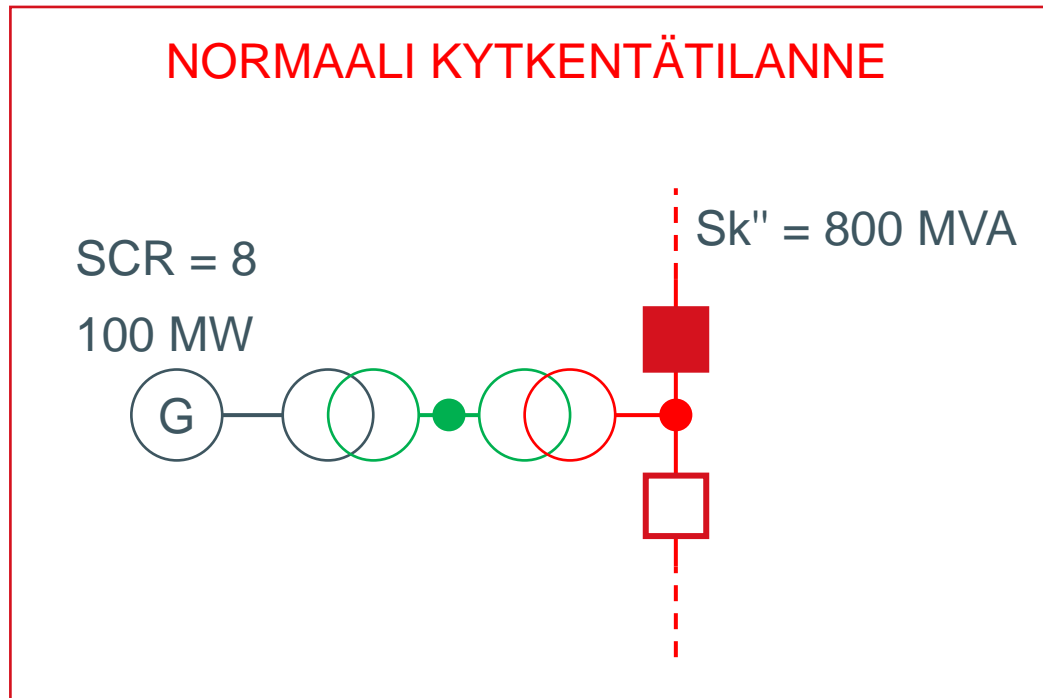 NORMAALI KYTKENTÄTILANNE
Sk" = 800 MVA
SCR = 8
100 MW
G